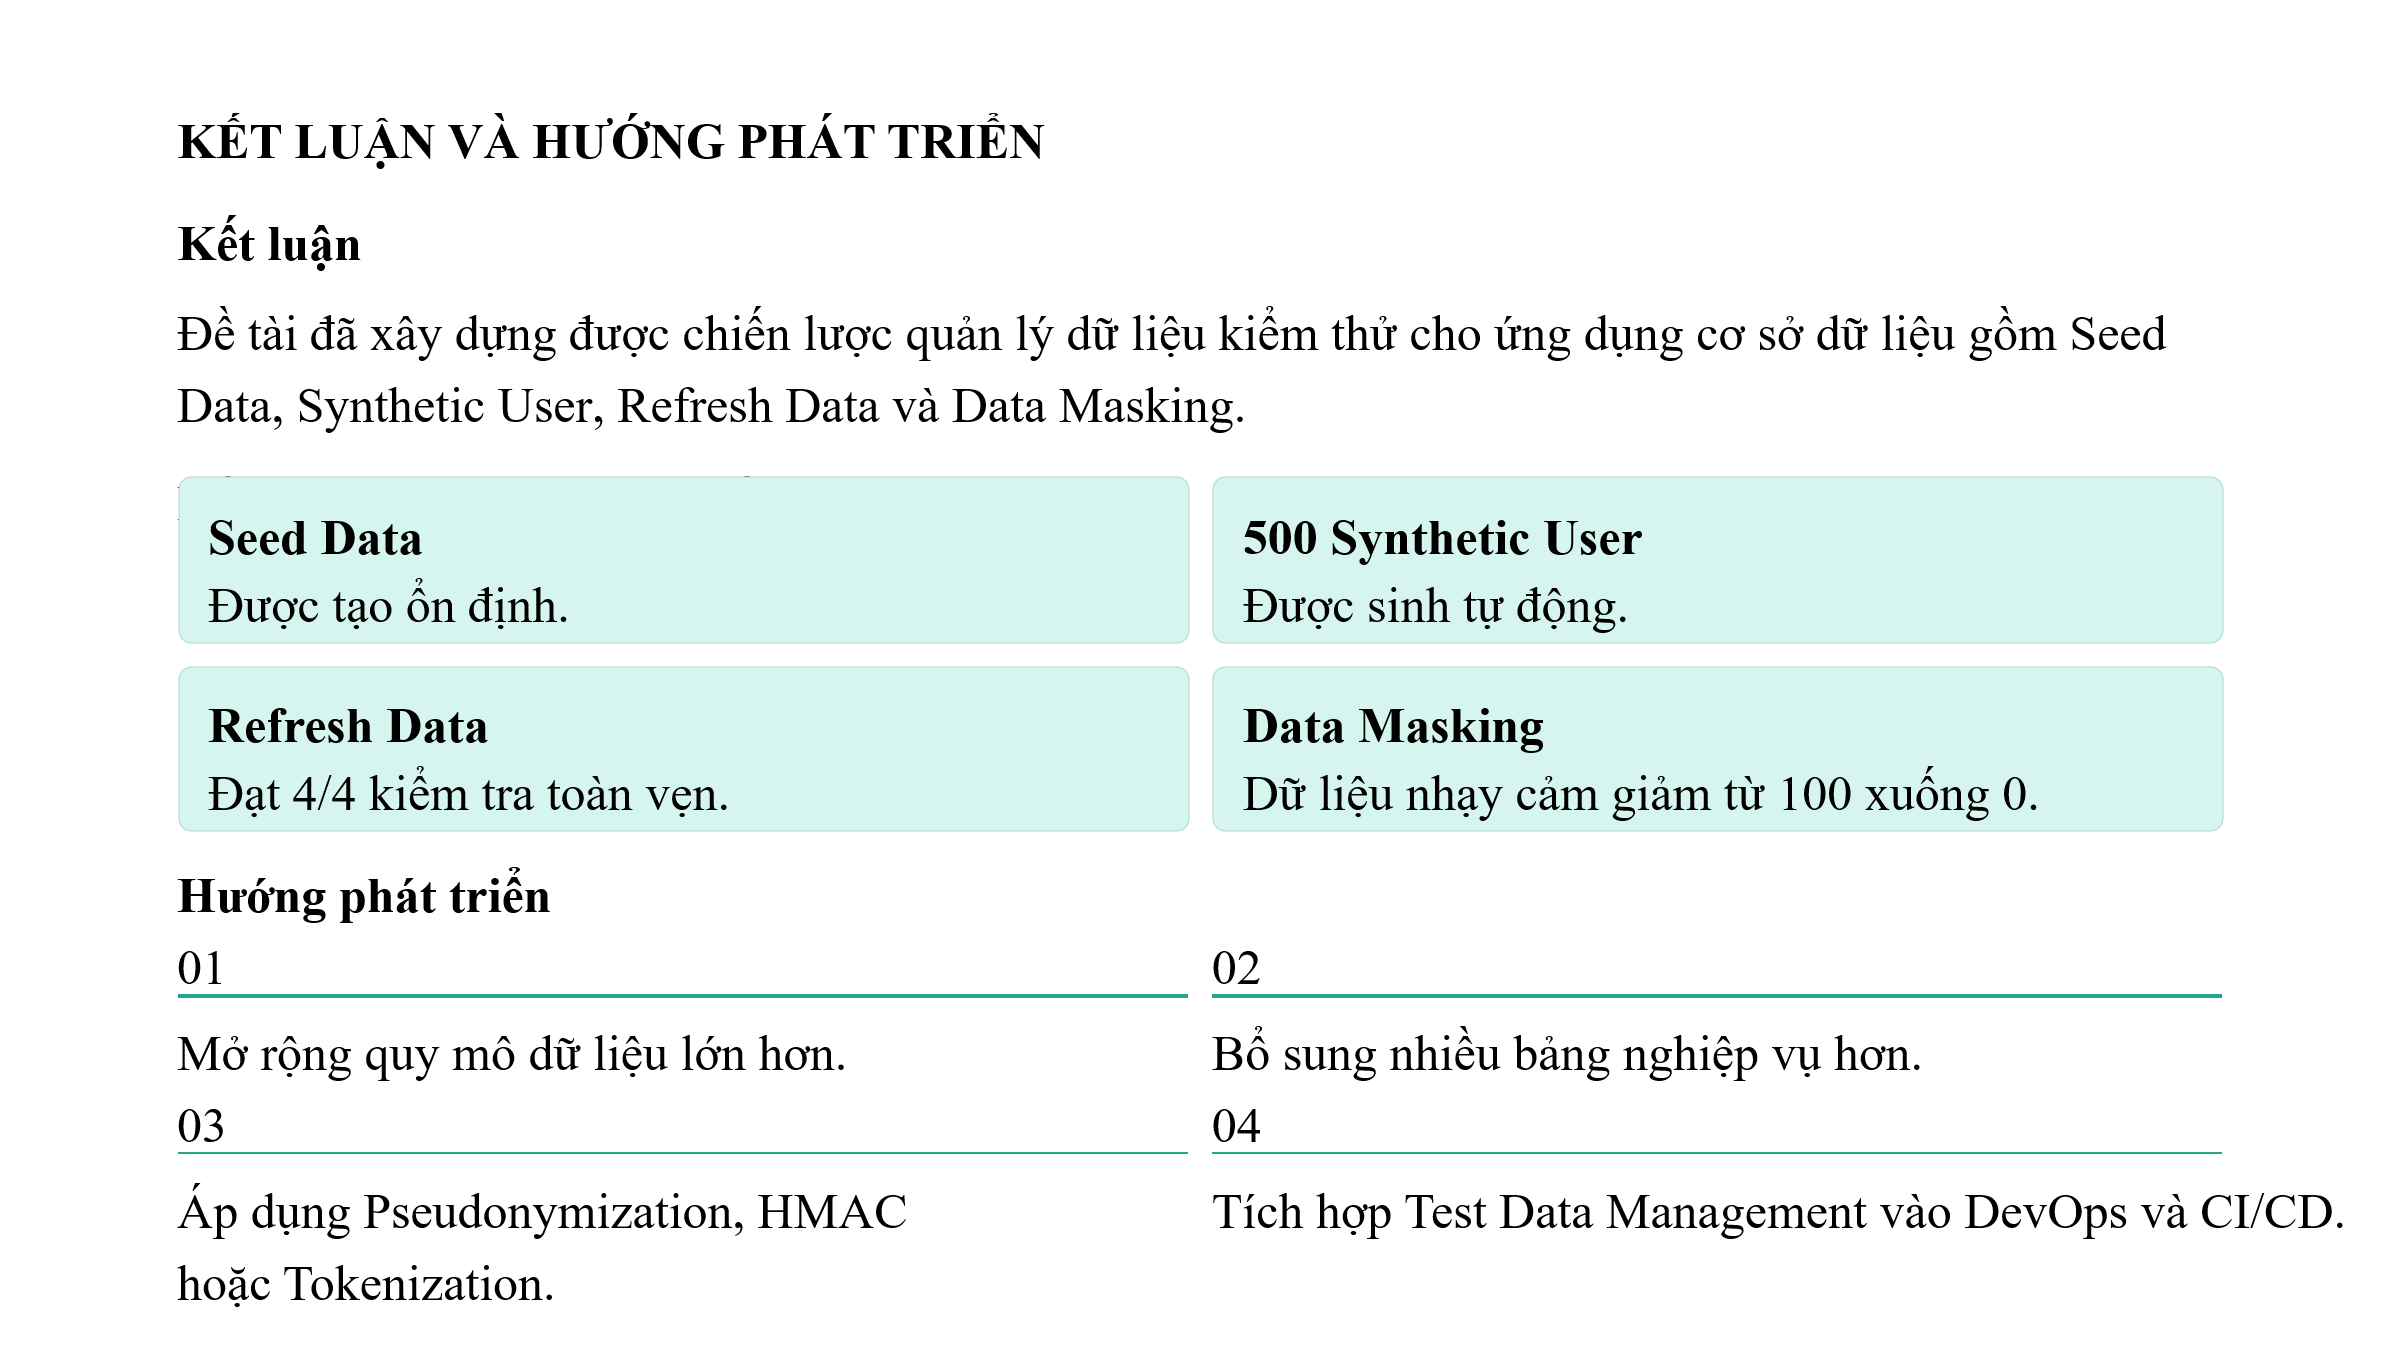 KẾT LUẬN VÀ HƯỚNG PHÁT TRIỂN
Kết luận
Đề tài đã xây dựng được chiến lược quản lý dữ liệu kiểm thử cho ứng dụng cơ sở dữ liệu gồm Seed
Data, Synthetic User, Refresh Data và Data Masking.
Seed Data
Được tạo ổn định.
500 Synthetic User
Được sinh tự động.
Refresh Data
Đạt 4/4 kiểm tra toàn vẹn.
Data Masking
Dữ liệu nhạy cảm giảm từ 100 xuống 0.
Hướng phát triển
01
Mở rộng quy mô dữ liệu lớn hơn.
02
Bổ sung nhiều bảng nghiệp vụ hơn.
03
Áp dụng Pseudonymization, HMAC
hoặc Tokenization.
04
Tích hợp Test Data Management vào DevOps và CI/CD.